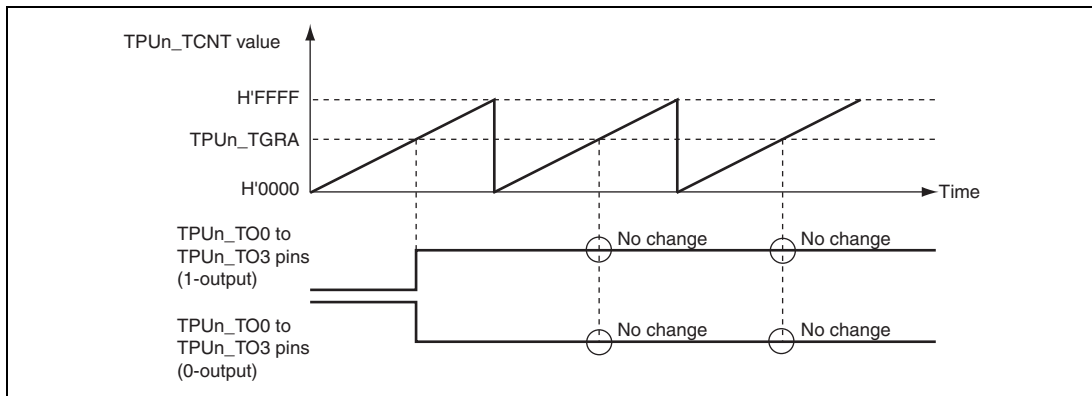 TPUn_TCNT value
H'FFFF
TPUn_TGRA
H'0000
Time
TPUn_TO0 to
TPUn_TO3 pins
(1-output)
No change
No change
TPUn_TO0 to
TPUn_TO3 pins
(0-output)
No change
No change